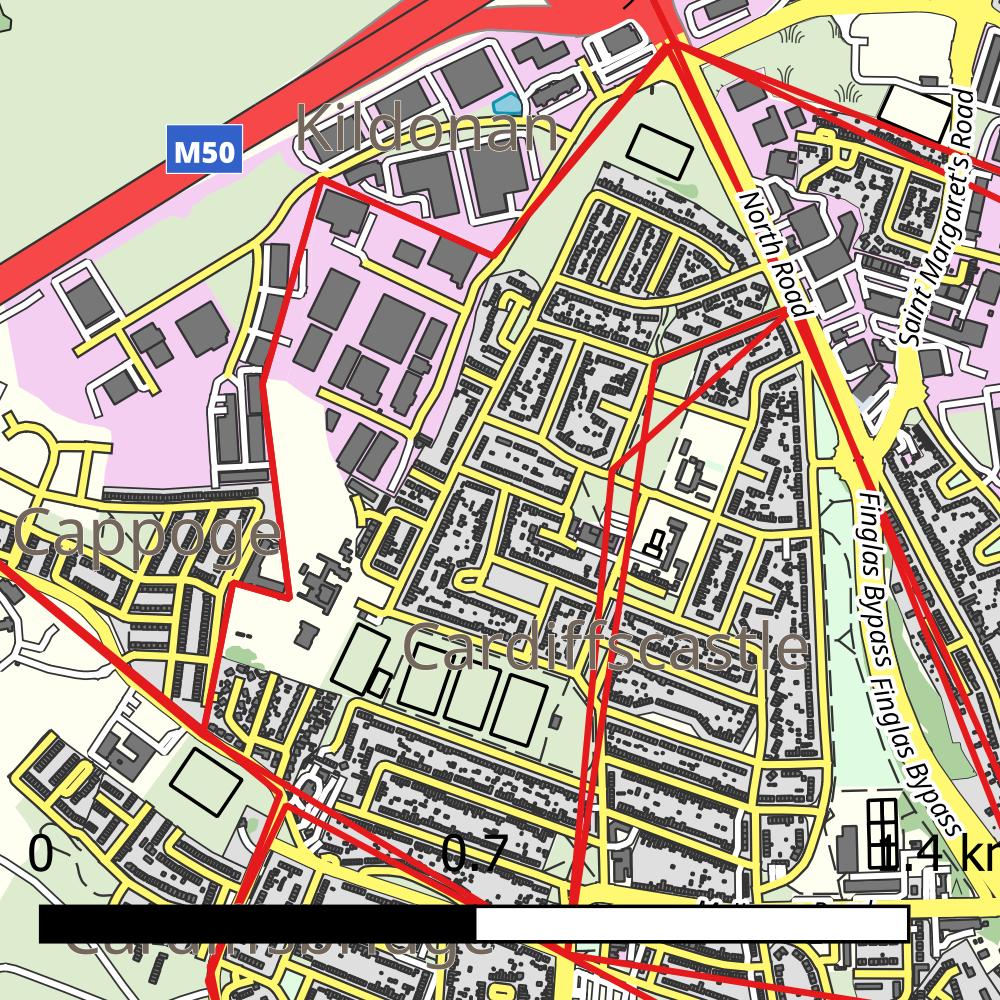 Kildonan
M50
Saint Margaret's Road
North Road
Cappoge
Finglas Bypass
Cardiffscastle
Finglas Bypass
0
0.7
1.4 km